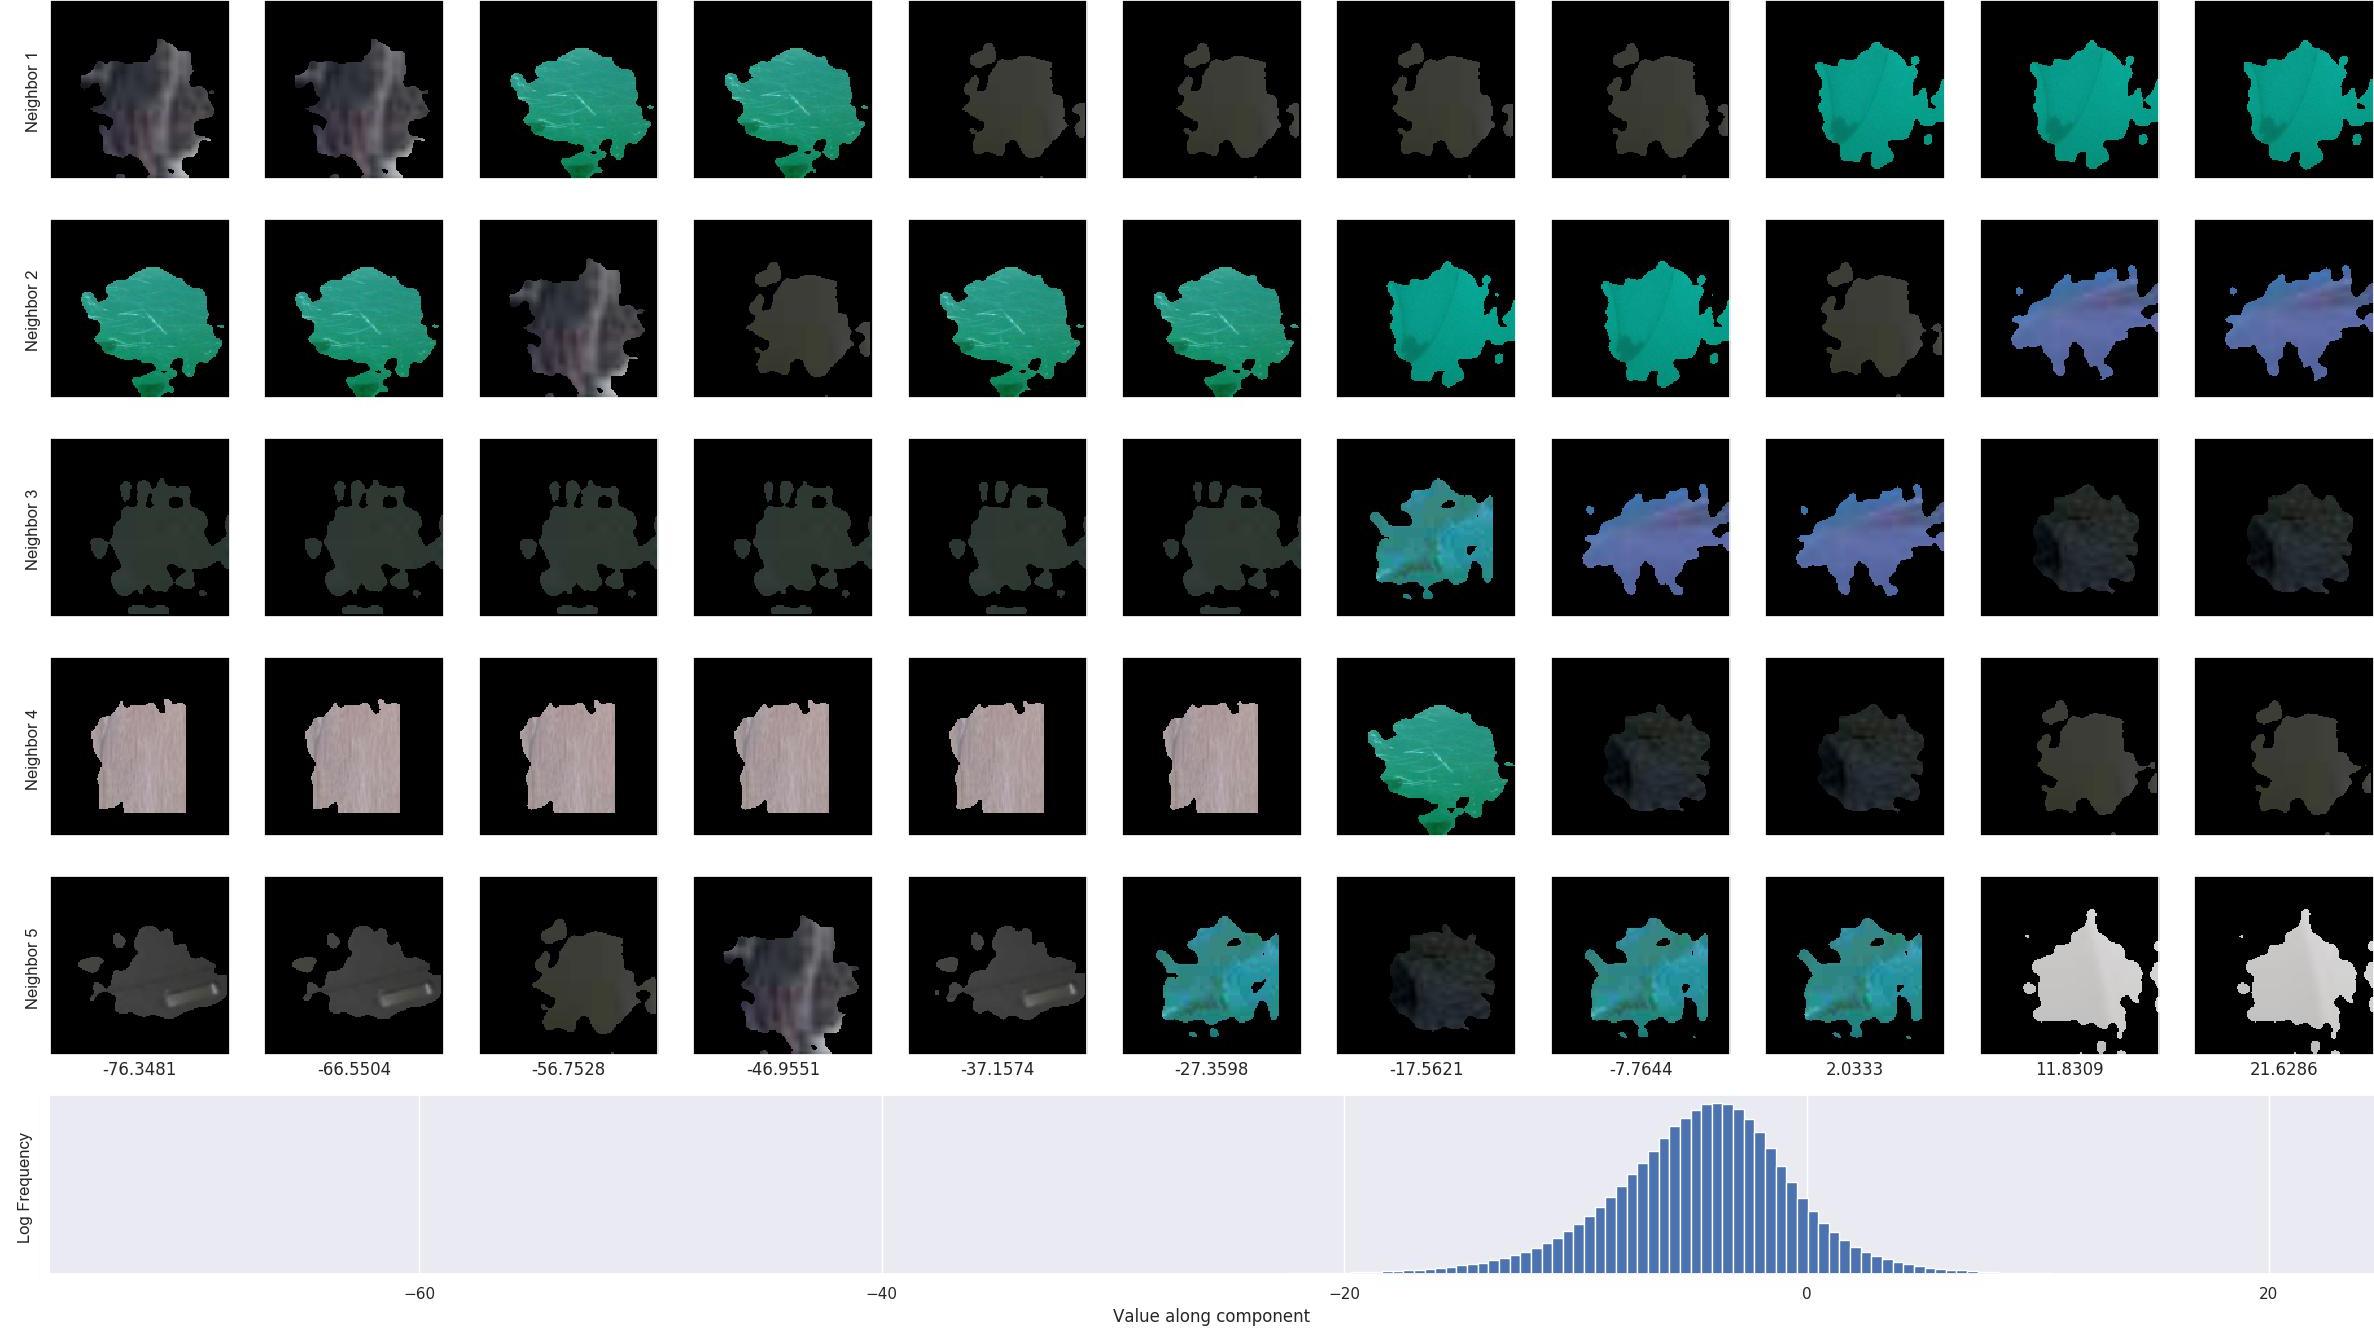 Neighbor 1
Neighbor 2
Neighbor 3
Neighbor 4
Neighbor 5
-76.3481 -66.5504 -56.7528 -46.9551 -37.1574 -27.3598 -17.5621 -7.7644 2.0333 11.8309 21.6286
Log Frequency
−60 −40 −20 0 20
Value along component